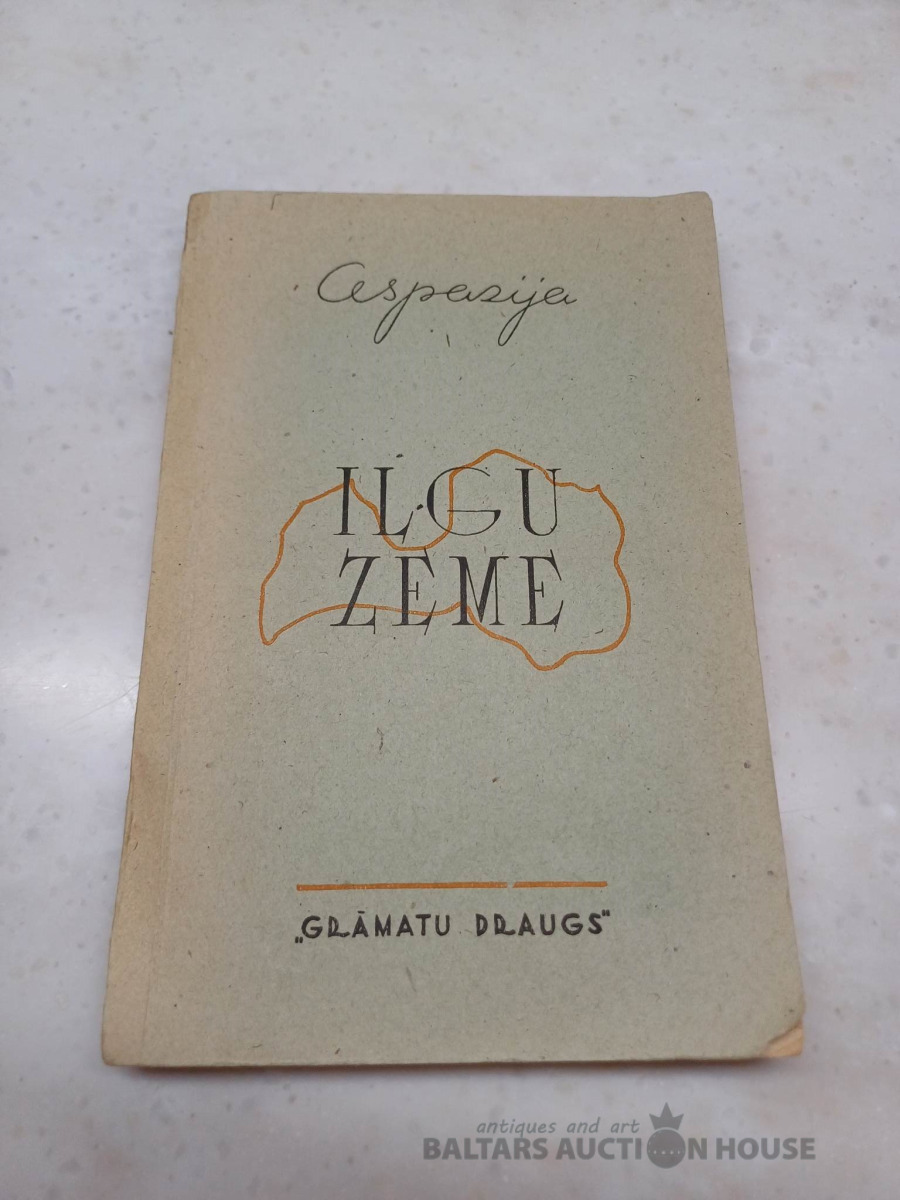 Aspazija
ILGU
ZEME
„GRĀMATU DRAUGS“
antiques and art
BALTARS AUCTION HOUSE